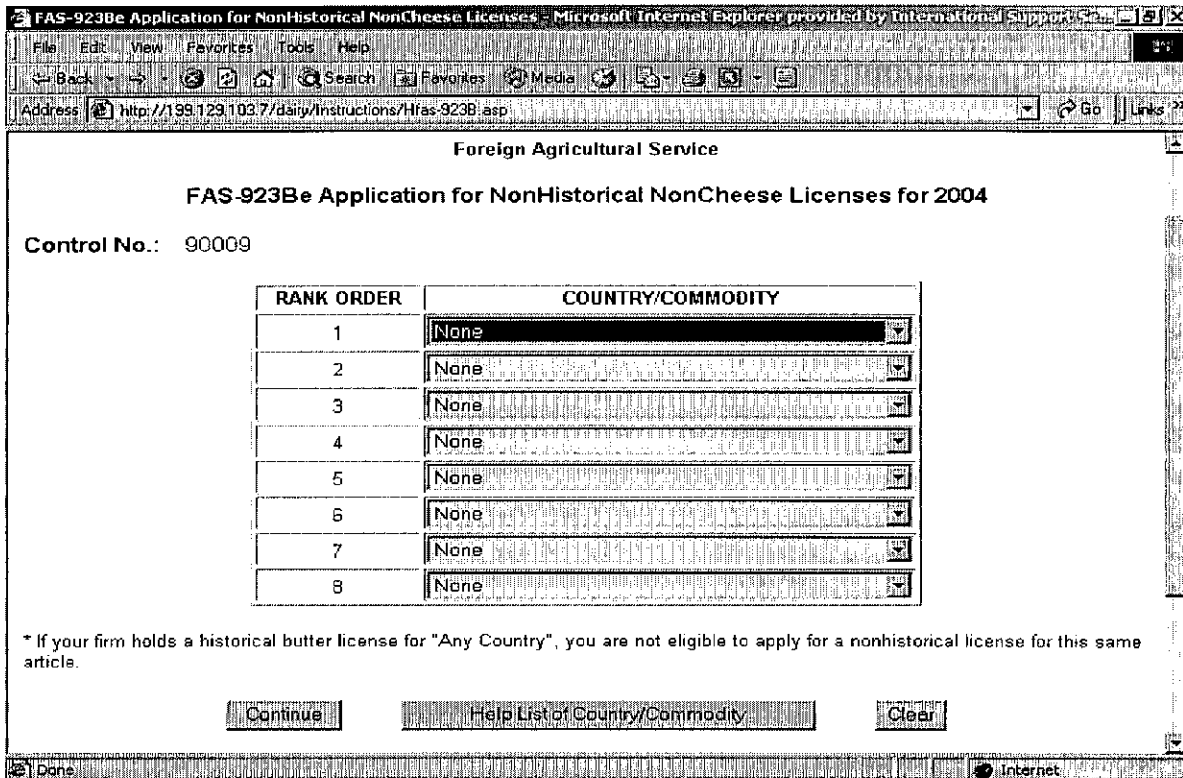 FAS-923Be Application for NonHistorical NonCheese Licenses - Microsoft Internet Explorer provided by International Support Se...
File Edit View Favorites Tools Help
Back Search Favorites Media
Address http://199.129.103.7/dairy/Instructions/Hfas-923B.asp Go Links
Foreign Agricultural Service
FAS-923Be Application for NonHistorical NonCheese Licenses for 2004
Control No.: 90009
RANK ORDER COUNTRY/COMMODITY
1 None
2 None
3 None
4 None
5 None
6 None
7 None
8 None
* If your firm holds a historical butter license for "Any Country", you are not eligible to apply for a nonhistorical license for this same
article.
Continue Help List of Country/Commodity Clear
Done Internet